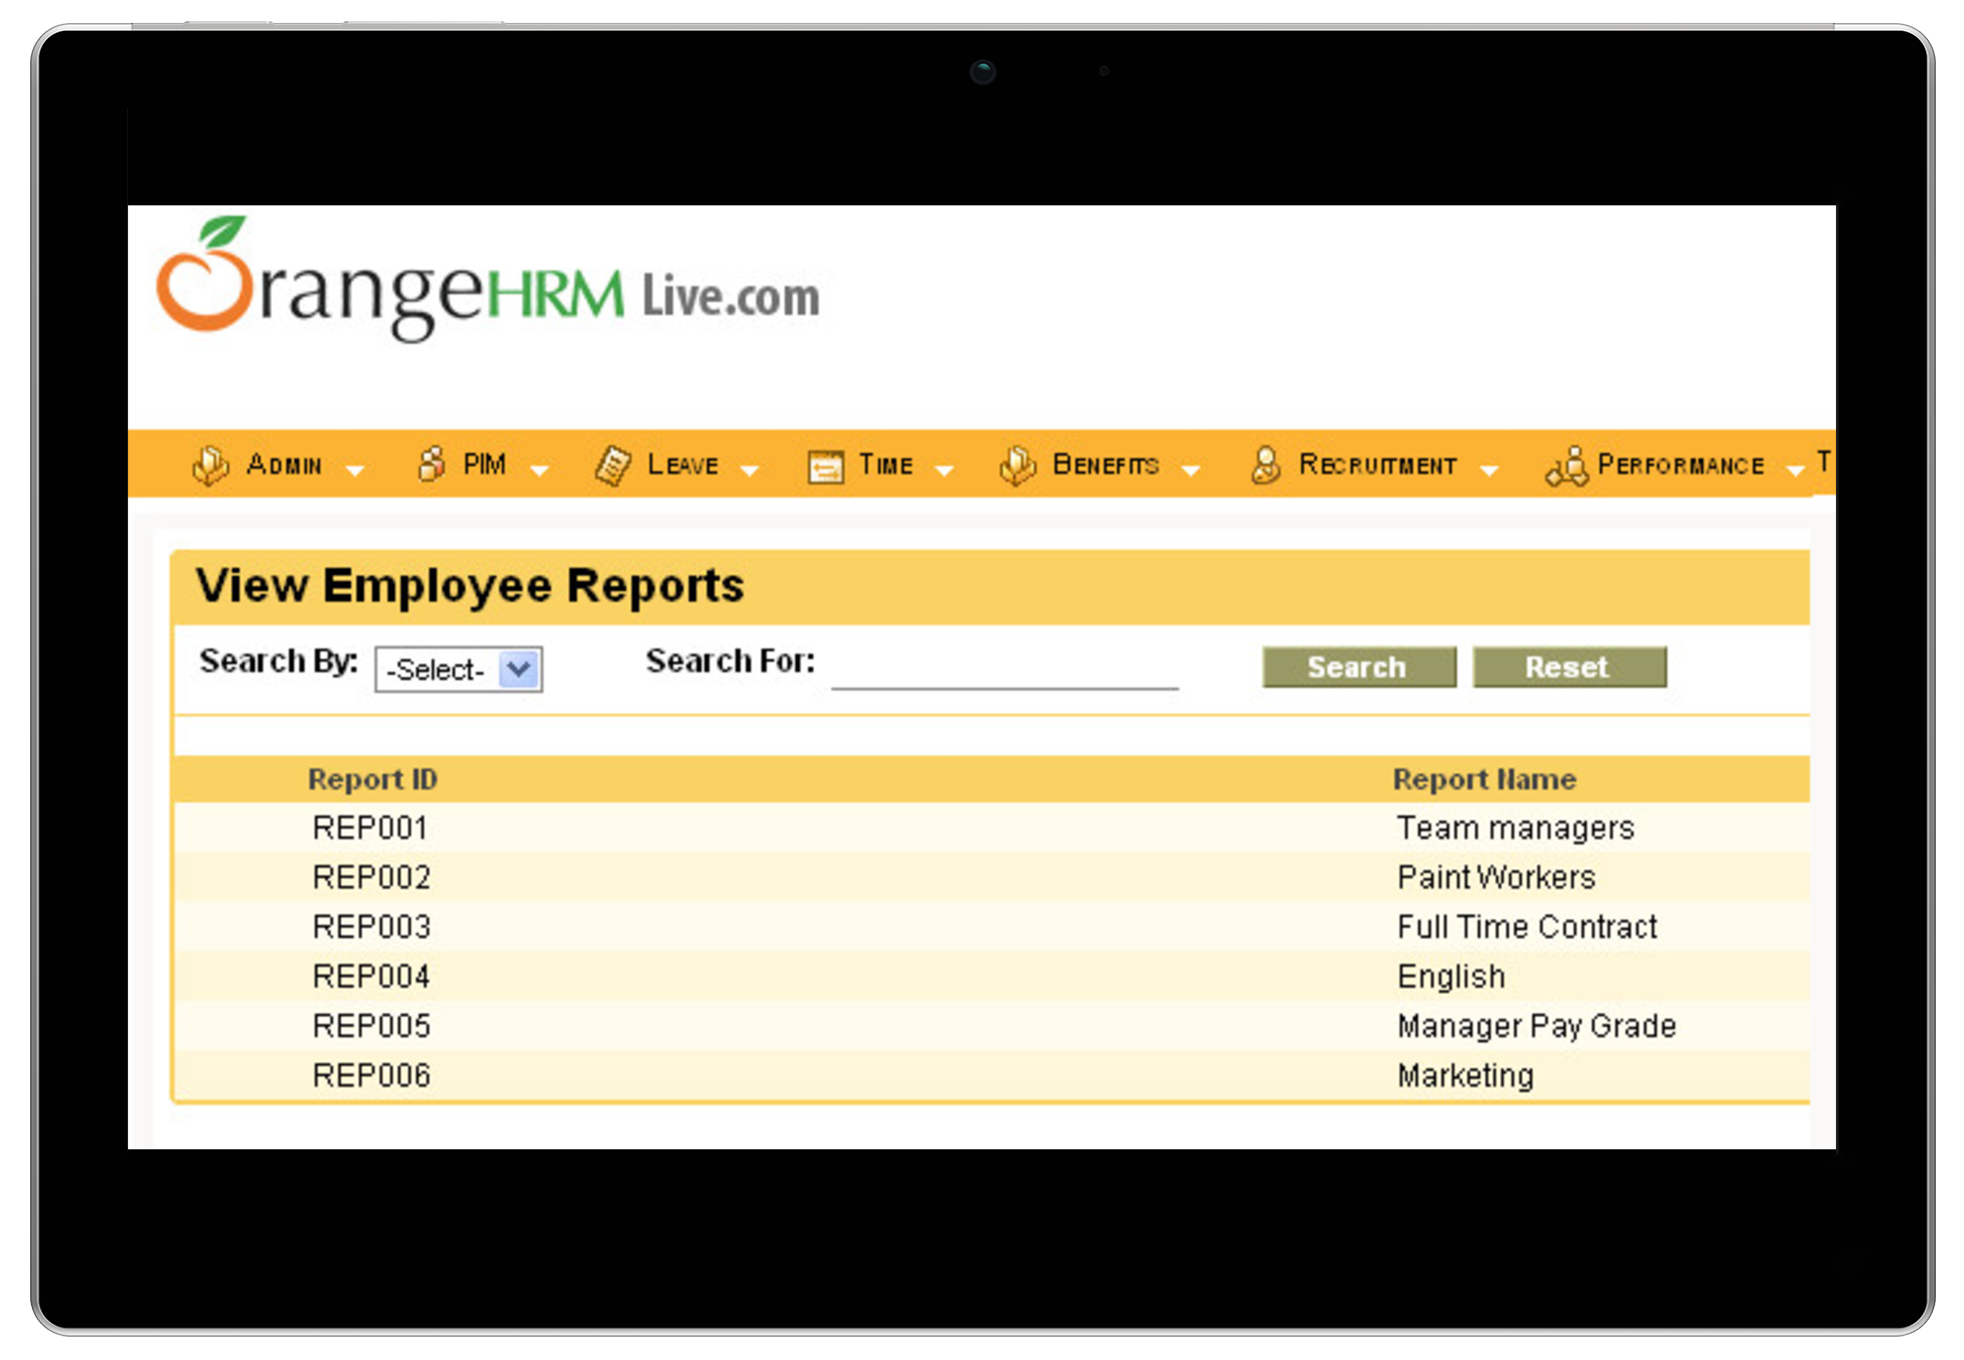 OrangeHRM Live.com
ADMIN PIM LEAVE TIME BENEFITS RECRUITMENT PERFORMANCE T
View Employee Reports
Search By: -Select- Search For: Search Reset
Report ID Report Name
REP001 Team managers
REP002 Paint Workers
REP003 Full Time Contract
REP004 English
REP005 Manager Pay Grade
REP006 Marketing